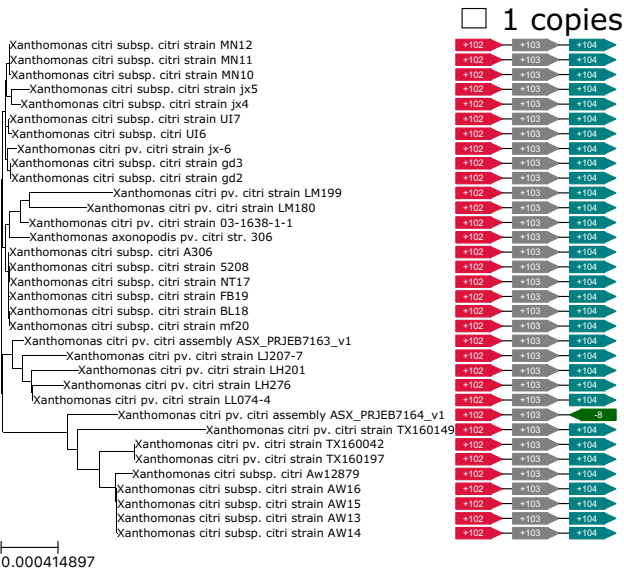 1 copies
Xanthomonas citri subsp. citri strain MN12 +102 +103 +104
Xanthomonas citri subsp. citri strain MN11 +102 +103 +104
Xanthomonas citri subsp. citri strain MN10 +102 +103 +104
Xanthomonas citri subsp. citri strain jx5 +102 +103 +104
Xanthomonas citri subsp. citri strain jx4 +102 +103 +104
Xanthomonas citri subsp. citri strain UI7 +102 +103 +104
Xanthomonas citri subsp. citri UI6 +102 +103 +104
Xanthomonas citri pv. citri strain jx-6 +102 +103 +104
Xanthomonas citri subsp. citri strain gd3 +102 +103 +104
Xanthomonas citri subsp. citri strain gd2 +102 +103 +104
Xanthomonas citri pv. citri strain LM199 +102 +103 +104
Xanthomonas citri pv. citri strain LM180 +102 +103 +104
Xanthomonas citri pv. citri strain 03-1638-1-1 +102 +103 +104
Xanthomonas axonopodis pv. citri str. 306 +102 +103 +104
Xanthomonas citri subsp. citri A306 +102 +103 +104
Xanthomonas citri subsp. citri strain 5208 +102 +103 +104
Xanthomonas citri subsp. citri strain NT17 +102 +103 +104
Xanthomonas citri subsp. citri strain FB19 +102 +103 +104
Xanthomonas citri subsp. citri strain BL18 +102 +103 +104
Xanthomonas citri subsp. citri strain mf20 +102 +103 +104
Xanthomonas citri pv. citri assembly ASX_PRJEB7163_v1 +102 +103 +104
Xanthomonas citri pv. citri strain LJ207-7 +102 +103 +104
Xanthomonas citri pv. citri strain LH201 +102 +103 +104
Xanthomonas citri pv. citri strain LH276 +102 +103 +104
Xanthomonas citri pv. citri strain LL074-4 +102 +103 +104
Xanthomonas citri pv. citri assembly ASX_PRJEB7164_v1 +102 +103 -8
Xanthomonas citri pv. citri strain TX160149 +102 +103 +104
Xanthomonas citri pv. citri strain TX160042 +102 +103 +104
Xanthomonas citri pv. citri strain TX160197 +102 +103 +104
Xanthomonas citri subsp. citri Aw12879 +102 +103 +104
Xanthomonas citri subsp. citri strain AW16 +102 +103 +104
Xanthomonas citri subsp. citri strain AW15 +102 +103 +104
Xanthomonas citri subsp. citri strain AW13 +102 +103 +104
Xanthomonas citri subsp. citri strain AW14 +102 +103 +104
0.000414897